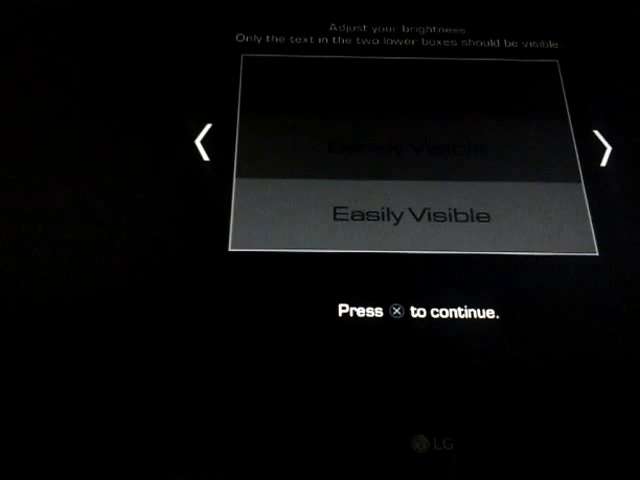 Adjust your brightness.
Only the text in the two lower boxes should be visible.
Barely Visible
Easily Visible
Press ⓧ to continue.
LG